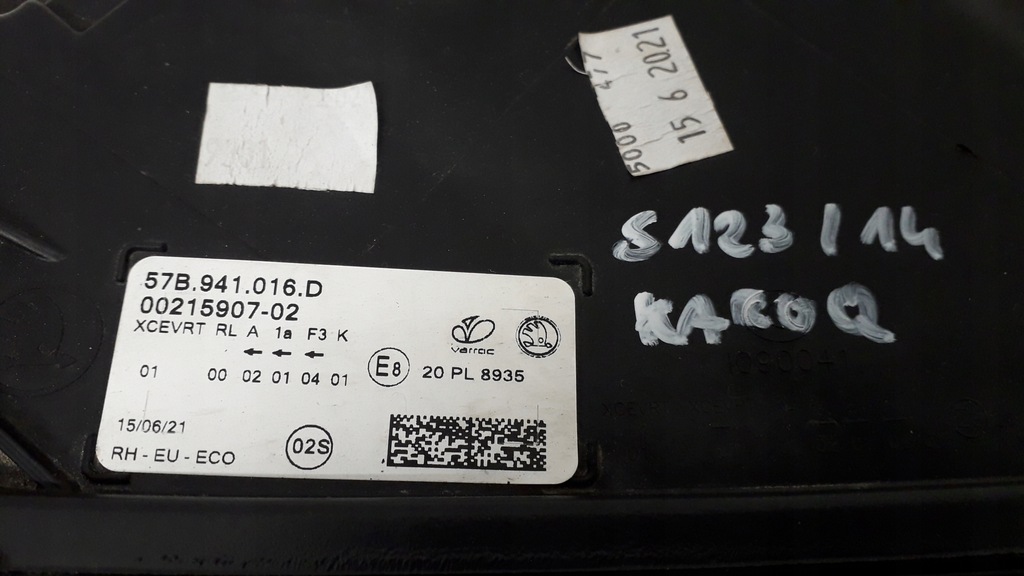 5000 477
15 6 2021
S123/14
KAROQ
57B.941.016.D
00215907-02
XCEVRT RL A 1a F3 K
← ← ←
01 00 02 01 04 01
E8 20 PL 8935
varroc
15/06/21
RH - EU - ECO
02S